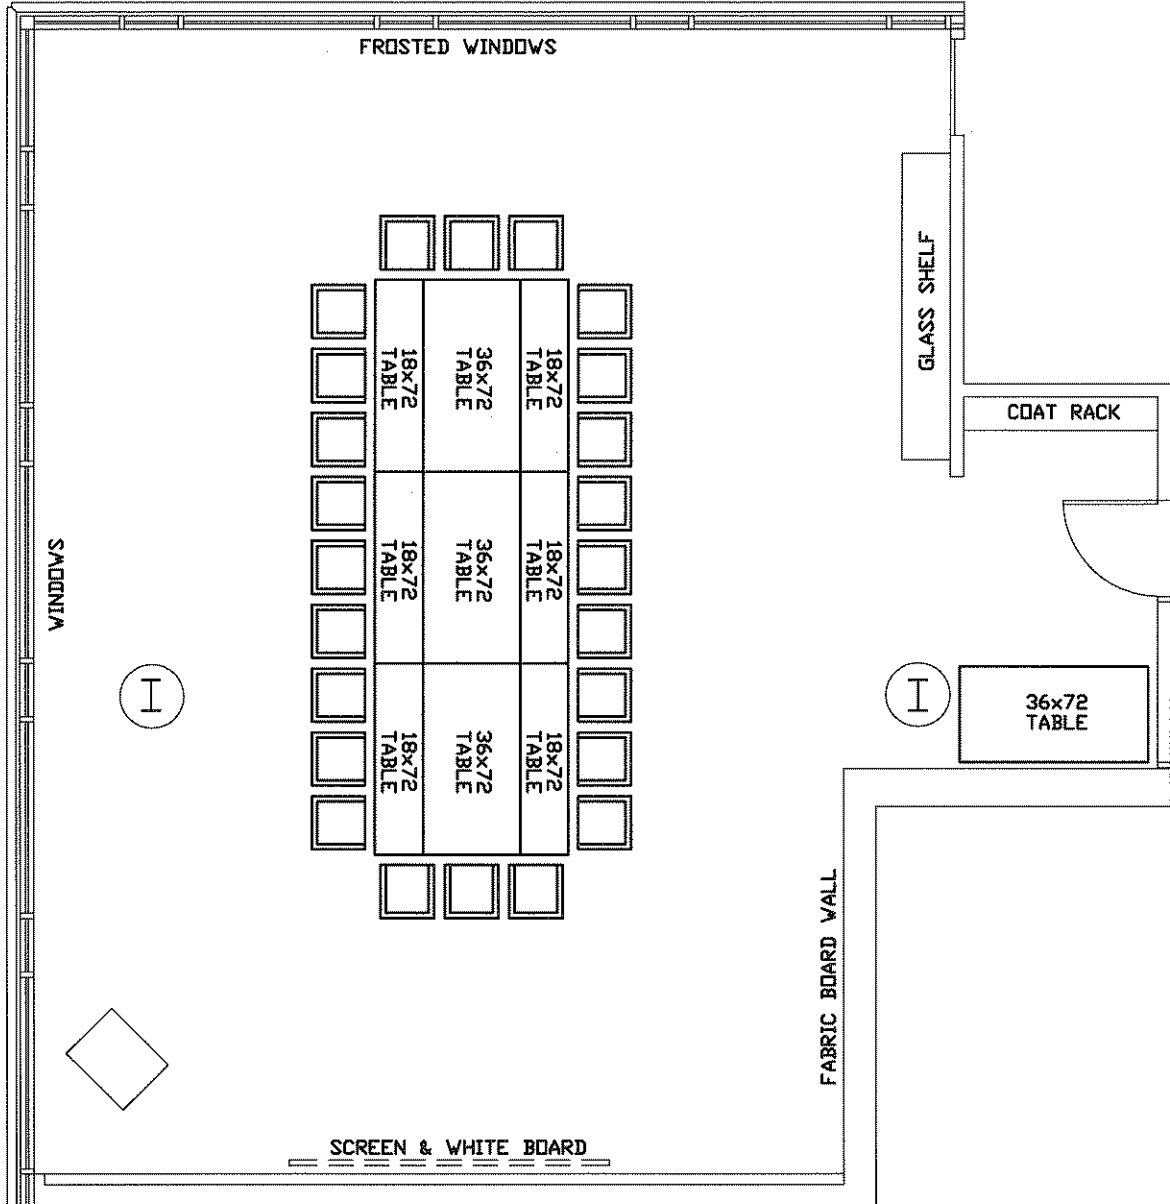 FROSTED WINDOWS
GLASS SHELF
COAT RACK
18x72
TABLE
36x72
TABLE
18x72
TABLE
WINDOWS
18x72
TABLE
36x72
TABLE
18x72
TABLE
I
I
36x72
TABLE
18x72
TABLE
36x72
TABLE
18x72
TABLE
FABRIC BOARD WALL
SCREEN & WHITE BOARD